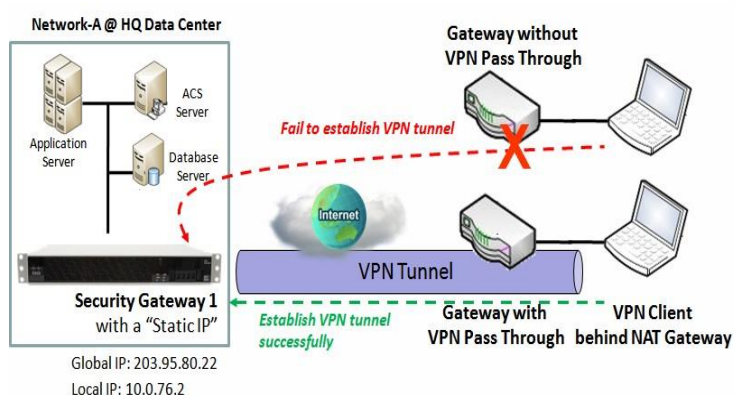 Network-A @ HQ Data Center
Gateway without
VPN Pass Through
ACS
Server
Application
Server
Database
Server
Fail to establish VPN tunnel
X
Internet
VPN Tunnel
Security Gateway 1
with a “Static IP”
Establish VPN tunnel
successfully
Gateway with
VPN Pass Through
VPN Client
behind NAT Gateway
Global IP: 203.95.80.22
Local IP: 10.0.76.2